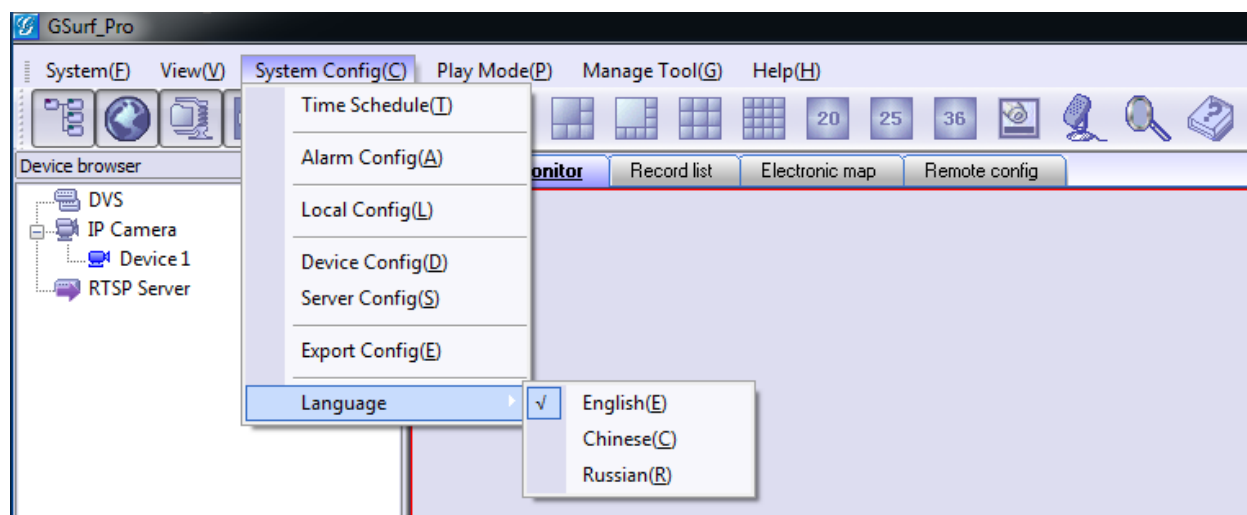 GSurf_Pro
System(F) View(V) System Config(C) Play Mode(P) Manage Tool(G) Help(H)
Time Schedule(T)
20 25 36
Alarm Config(A)
Device browser
onitor Record list Electronic map Remote config
DVS
Local Config(L)
IP Camera
Device 1
Device Config(D)
RTSP Server
Server Config(S)
Export Config(E)
Language √ English(E)
Chinese(C)
Russian(R)